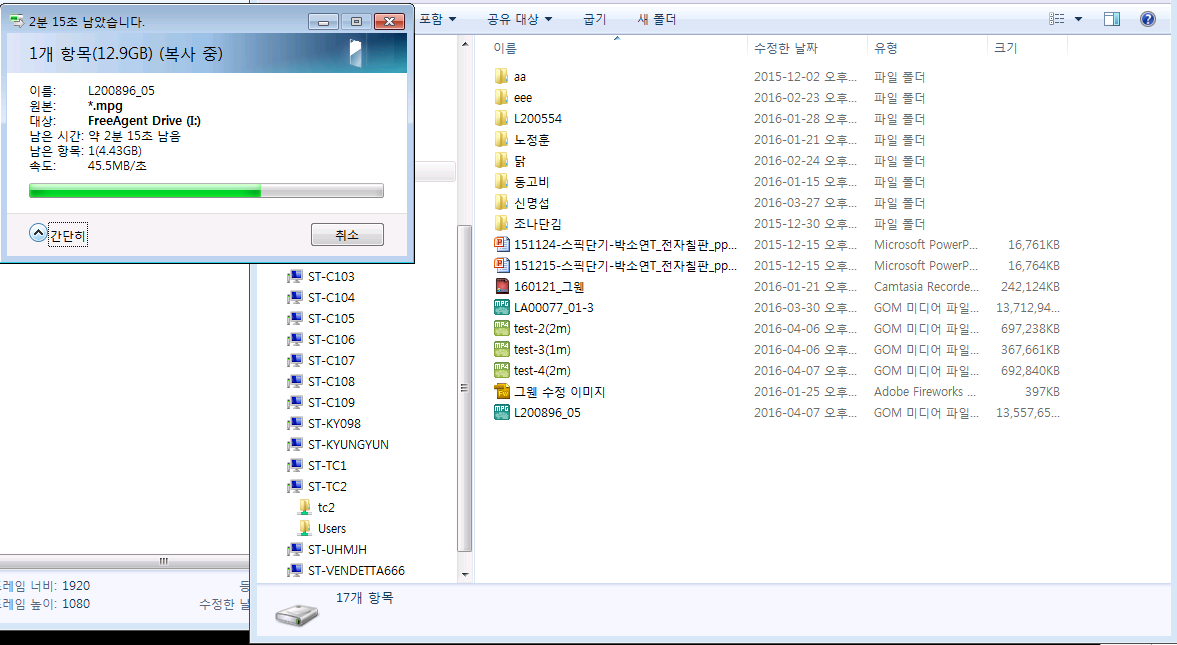 2분 15초 남았습니다.
1개 항목(12.9GB) (복사 중)
이름: L200896_05
원본: *.mpg
대상: FreeAgent Drive (I:)
남은 시간: 약 2분 15초 남음
남은 항목: 1(4.43GB)
속도: 45.5MB/초
간단히
취소
포함 공유 대상 굽기 새 폴더
이름 수정한 날짜 유형 크기
aa 2015-12-02 오후... 파일 폴더
eee 2016-02-23 오후... 파일 폴더
L200554 2016-01-28 오후... 파일 폴더
노정훈 2016-01-21 오후... 파일 폴더
닭 2016-02-24 오후... 파일 폴더
동고비 2016-01-15 오후... 파일 폴더
신명섭 2016-03-27 오후... 파일 폴더
조나단김 2015-12-30 오후... 파일 폴더
151124-스픽단기-박소연T_전자칠판_pp... 2015-12-15 오후... Microsoft PowerP... 16,761KB
151215-스픽단기-박소연T_전자칠판_pp... 2015-12-15 오후... Microsoft PowerP... 16,764KB
160121_그웬 2016-01-21 오후... Camtasia Recorde... 242,124KB
LA00077_01-3 2016-03-30 오후... GOM 미디어 파일... 13,712,94...
test-2(2m) 2016-04-06 오후... GOM 미디어 파일... 697,238KB
test-3(1m) 2016-04-06 오후... GOM 미디어 파일... 367,661KB
test-4(2m) 2016-04-07 오후... GOM 미디어 파일... 692,840KB
그웬 수정 이미지 2016-01-25 오후... Adobe Fireworks ... 397KB
L200896_05 2016-04-07 오후... GOM 미디어 파일... 13,557,65...
ST-C103
ST-C104
ST-C105
ST-C106
ST-C107
ST-C108
ST-C109
ST-KY098
ST-KYUNGYUN
ST-TC1
ST-TC2
tc2
Users
ST-UHMJH
ST-VENDETTA666
레임 너비: 1920
레임 높이: 1080
수정한 날
17개 항목